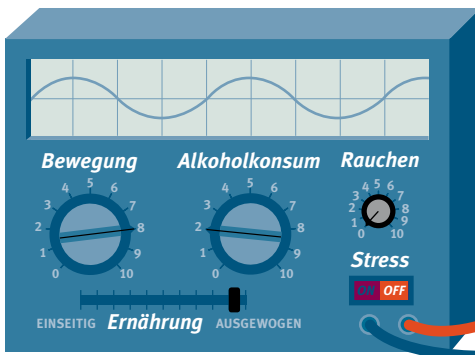 Bewegung
0 1 2 3 4 5 6 7 8 9 10
Alkoholkonsum
0 1 2 3 4 5 6 7 8 9 10
Rauchen
0 1 2 3 4 5 6 7 8 9 10
Stress
ON OFF
EINSEITIG Ernährung AUSGEWOGEN